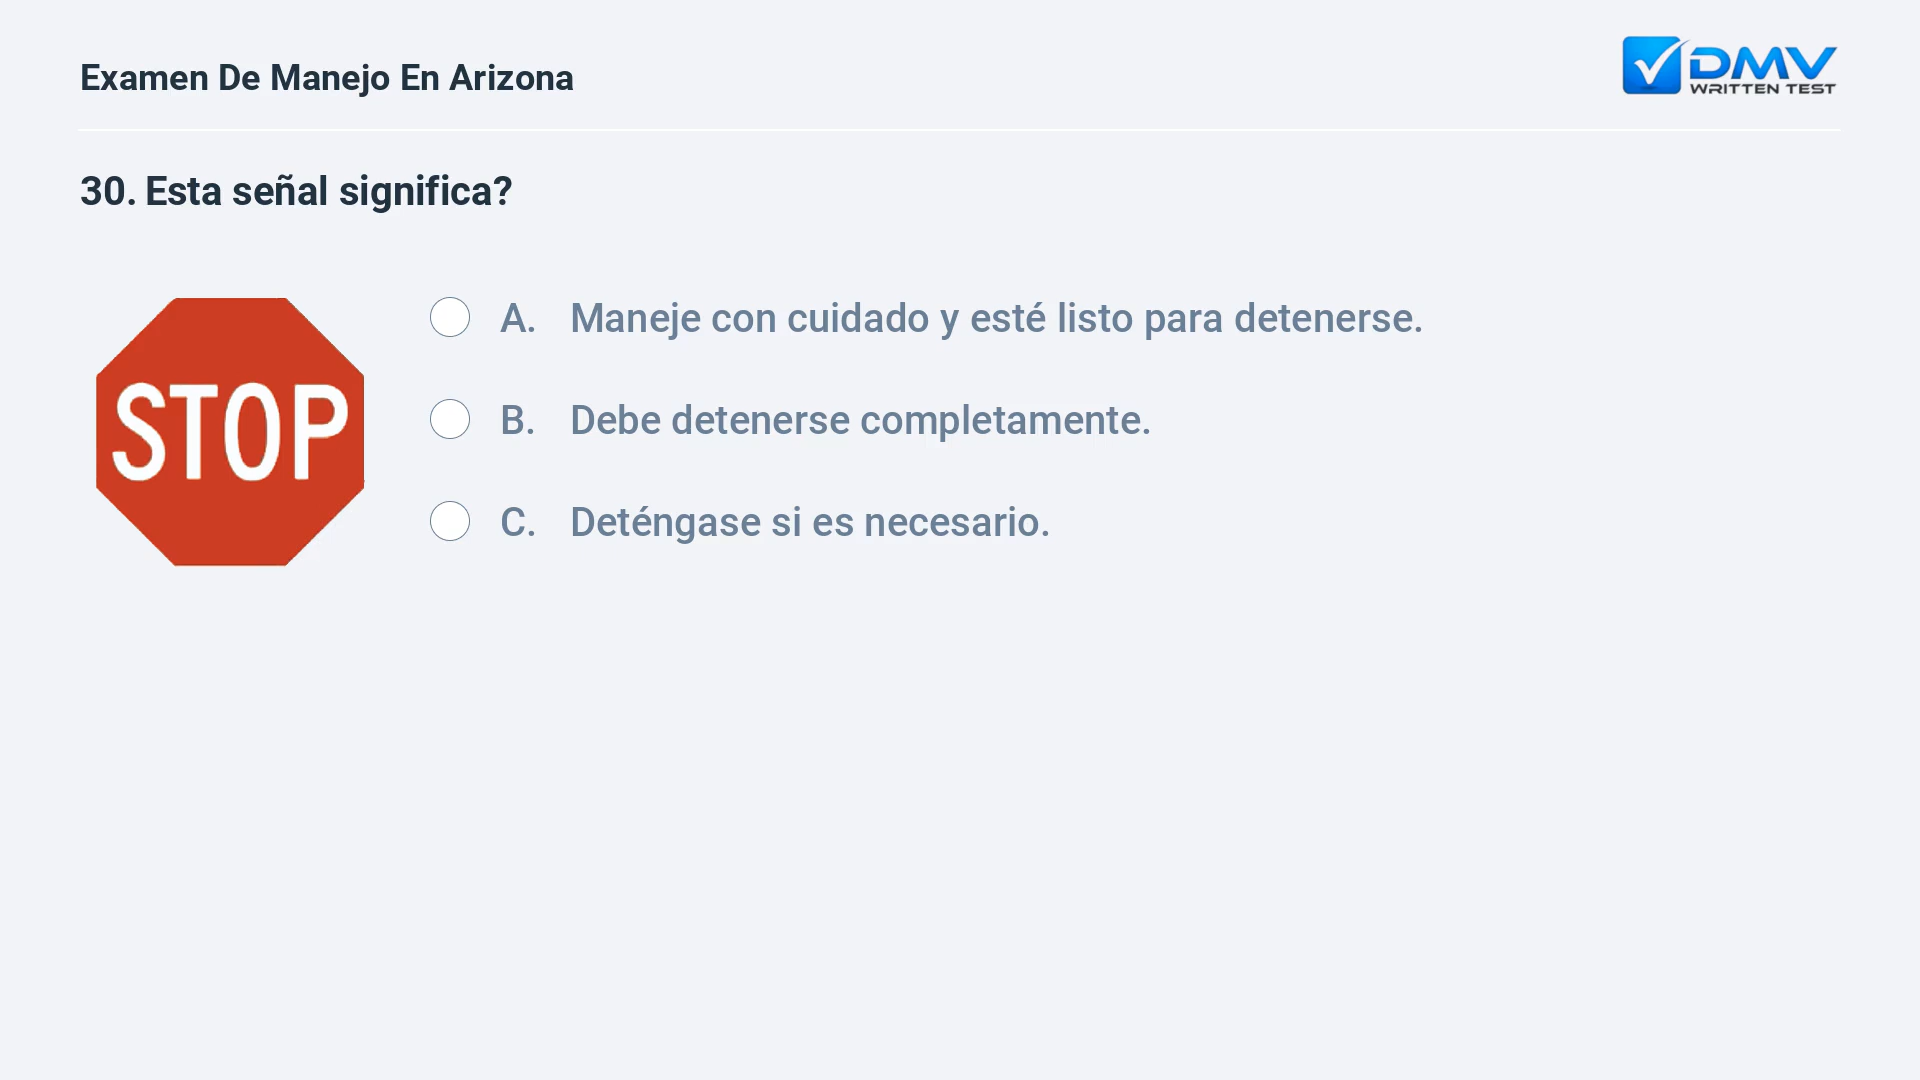 Examen De Manejo En Arizona
DMV
WRITTEN TEST
30. Esta señal significa?
STOP
A. Maneje con cuidado y esté listo para detenerse.
B. Debe detenerse completamente.
C. Deténgase si es necesario.